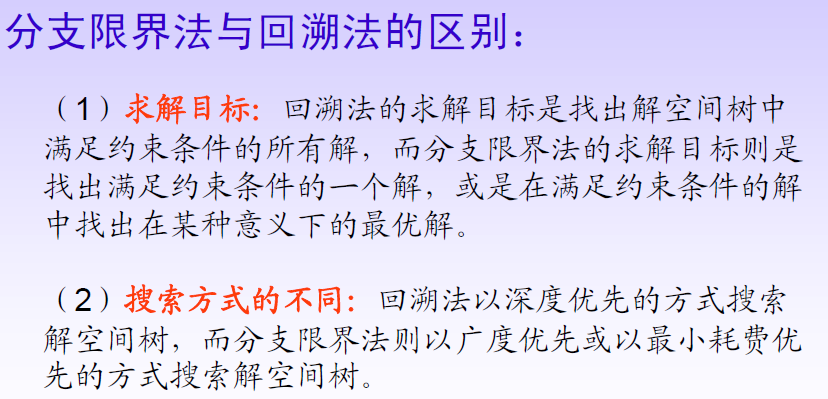 分支限界法与回溯法的区别：
（1）求解目标：回溯法的求解目标是找出解空间树中
满足约束条件的所有解，而分支限界法的求解目标则是
找出满足约束条件的一个解，或是在满足约束条件的解
中找出在某种意义下的最优解。
（2）搜索方式的不同：回溯法以深度优先的方式搜索
解空间树，而分支限界法则以广度优先或以最小耗费优
先的方式搜索解空间树。